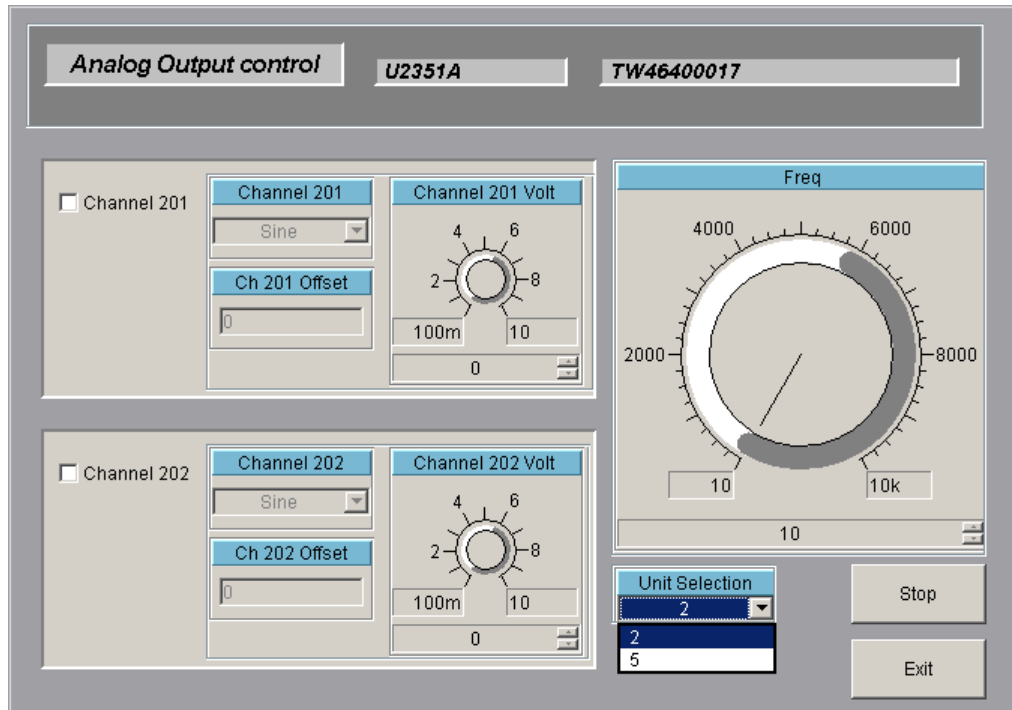 Analog Output control
U2351A
TW46400017
Channel 201
Channel 201
Sine
Ch 201 Offset
0
Channel 201 Volt
4 6
2 8
100m 10
0
Channel 202
Channel 202
Sine
Ch 202 Offset
0
Channel 202 Volt
4 6
2 8
100m 10
0
Freq
4000 6000
2000 8000
10 10k
10
Unit Selection
2
2
5
Stop
Exit